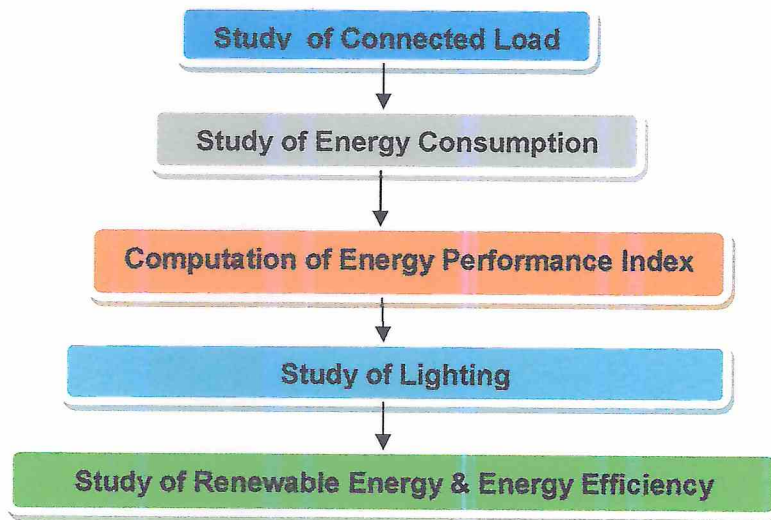 Study of Connected Load
Study of Energy Consumption
Computation of Energy Performance Index
Study of Lighting
Study of Renewable Energy & Energy Efficiency